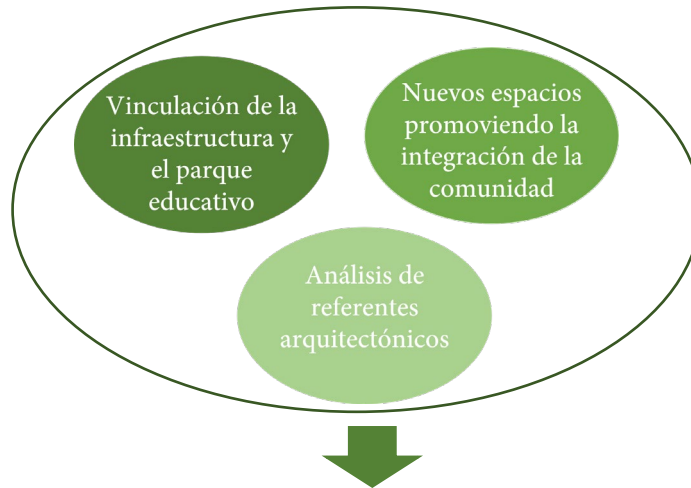 Vinculación de la
infraestructura y
el parque
educativo
Nuevos espacios
promoviendo la
integración de la
comunidad
Análisis de
referentes
arquitectónicos